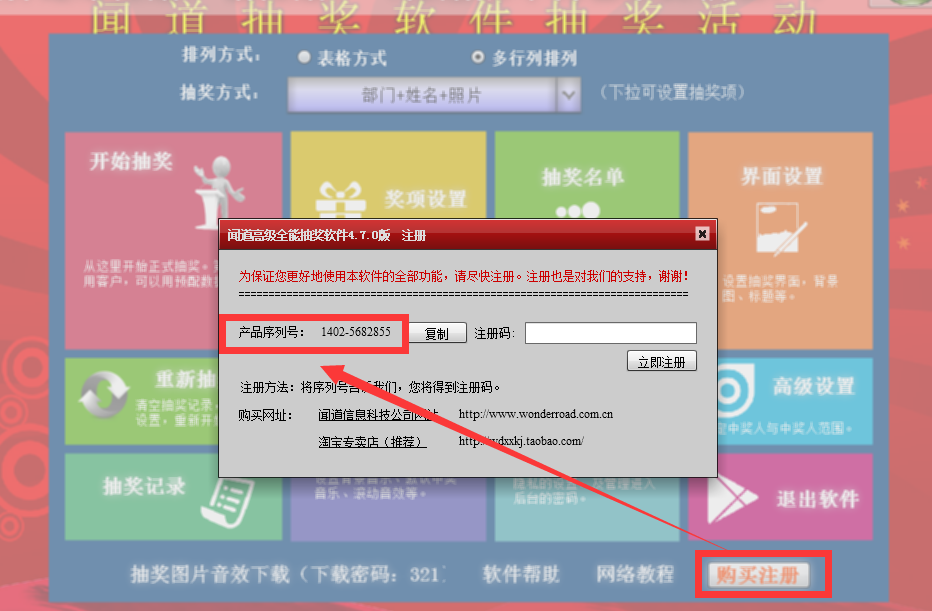 闻道抽奖软件抽奖活动
排列方式： 表格方式 多行列排列
抽奖方式： 部门+姓名+照片 （下拉可设置抽奖项）
开始抽奖
奖项设置
抽奖名单
界面设置
从这里开始正式抽奖。
用客户，可以用预配数据
设置抽奖界面，背景
图、标题等。
闻道高级全能抽奖软件4.7.0版 注册
为保证您更好地使用本软件的全部功能，请尽快注册。注册也是对我们的支持，谢谢！
产品序列号： 1402-5682855 复制 注册码：
立即注册
注册方法：将序列号告诉我们，您将得到注册码。
购买网址： 闻道信息科技公司网站 http://www.wonderroad.com.cn
淘宝专卖店（推荐） http://wdxxkj.taobao.com/
重新抽
清空抽奖记录，
设置，重新开
高级设置
中奖人与中奖人范围。
抽奖记录
音乐、滚动音效等。
后台的密码。
退出软件
抽奖图片音效下载（下载密码：321
软件帮助
网络教程
购买注册